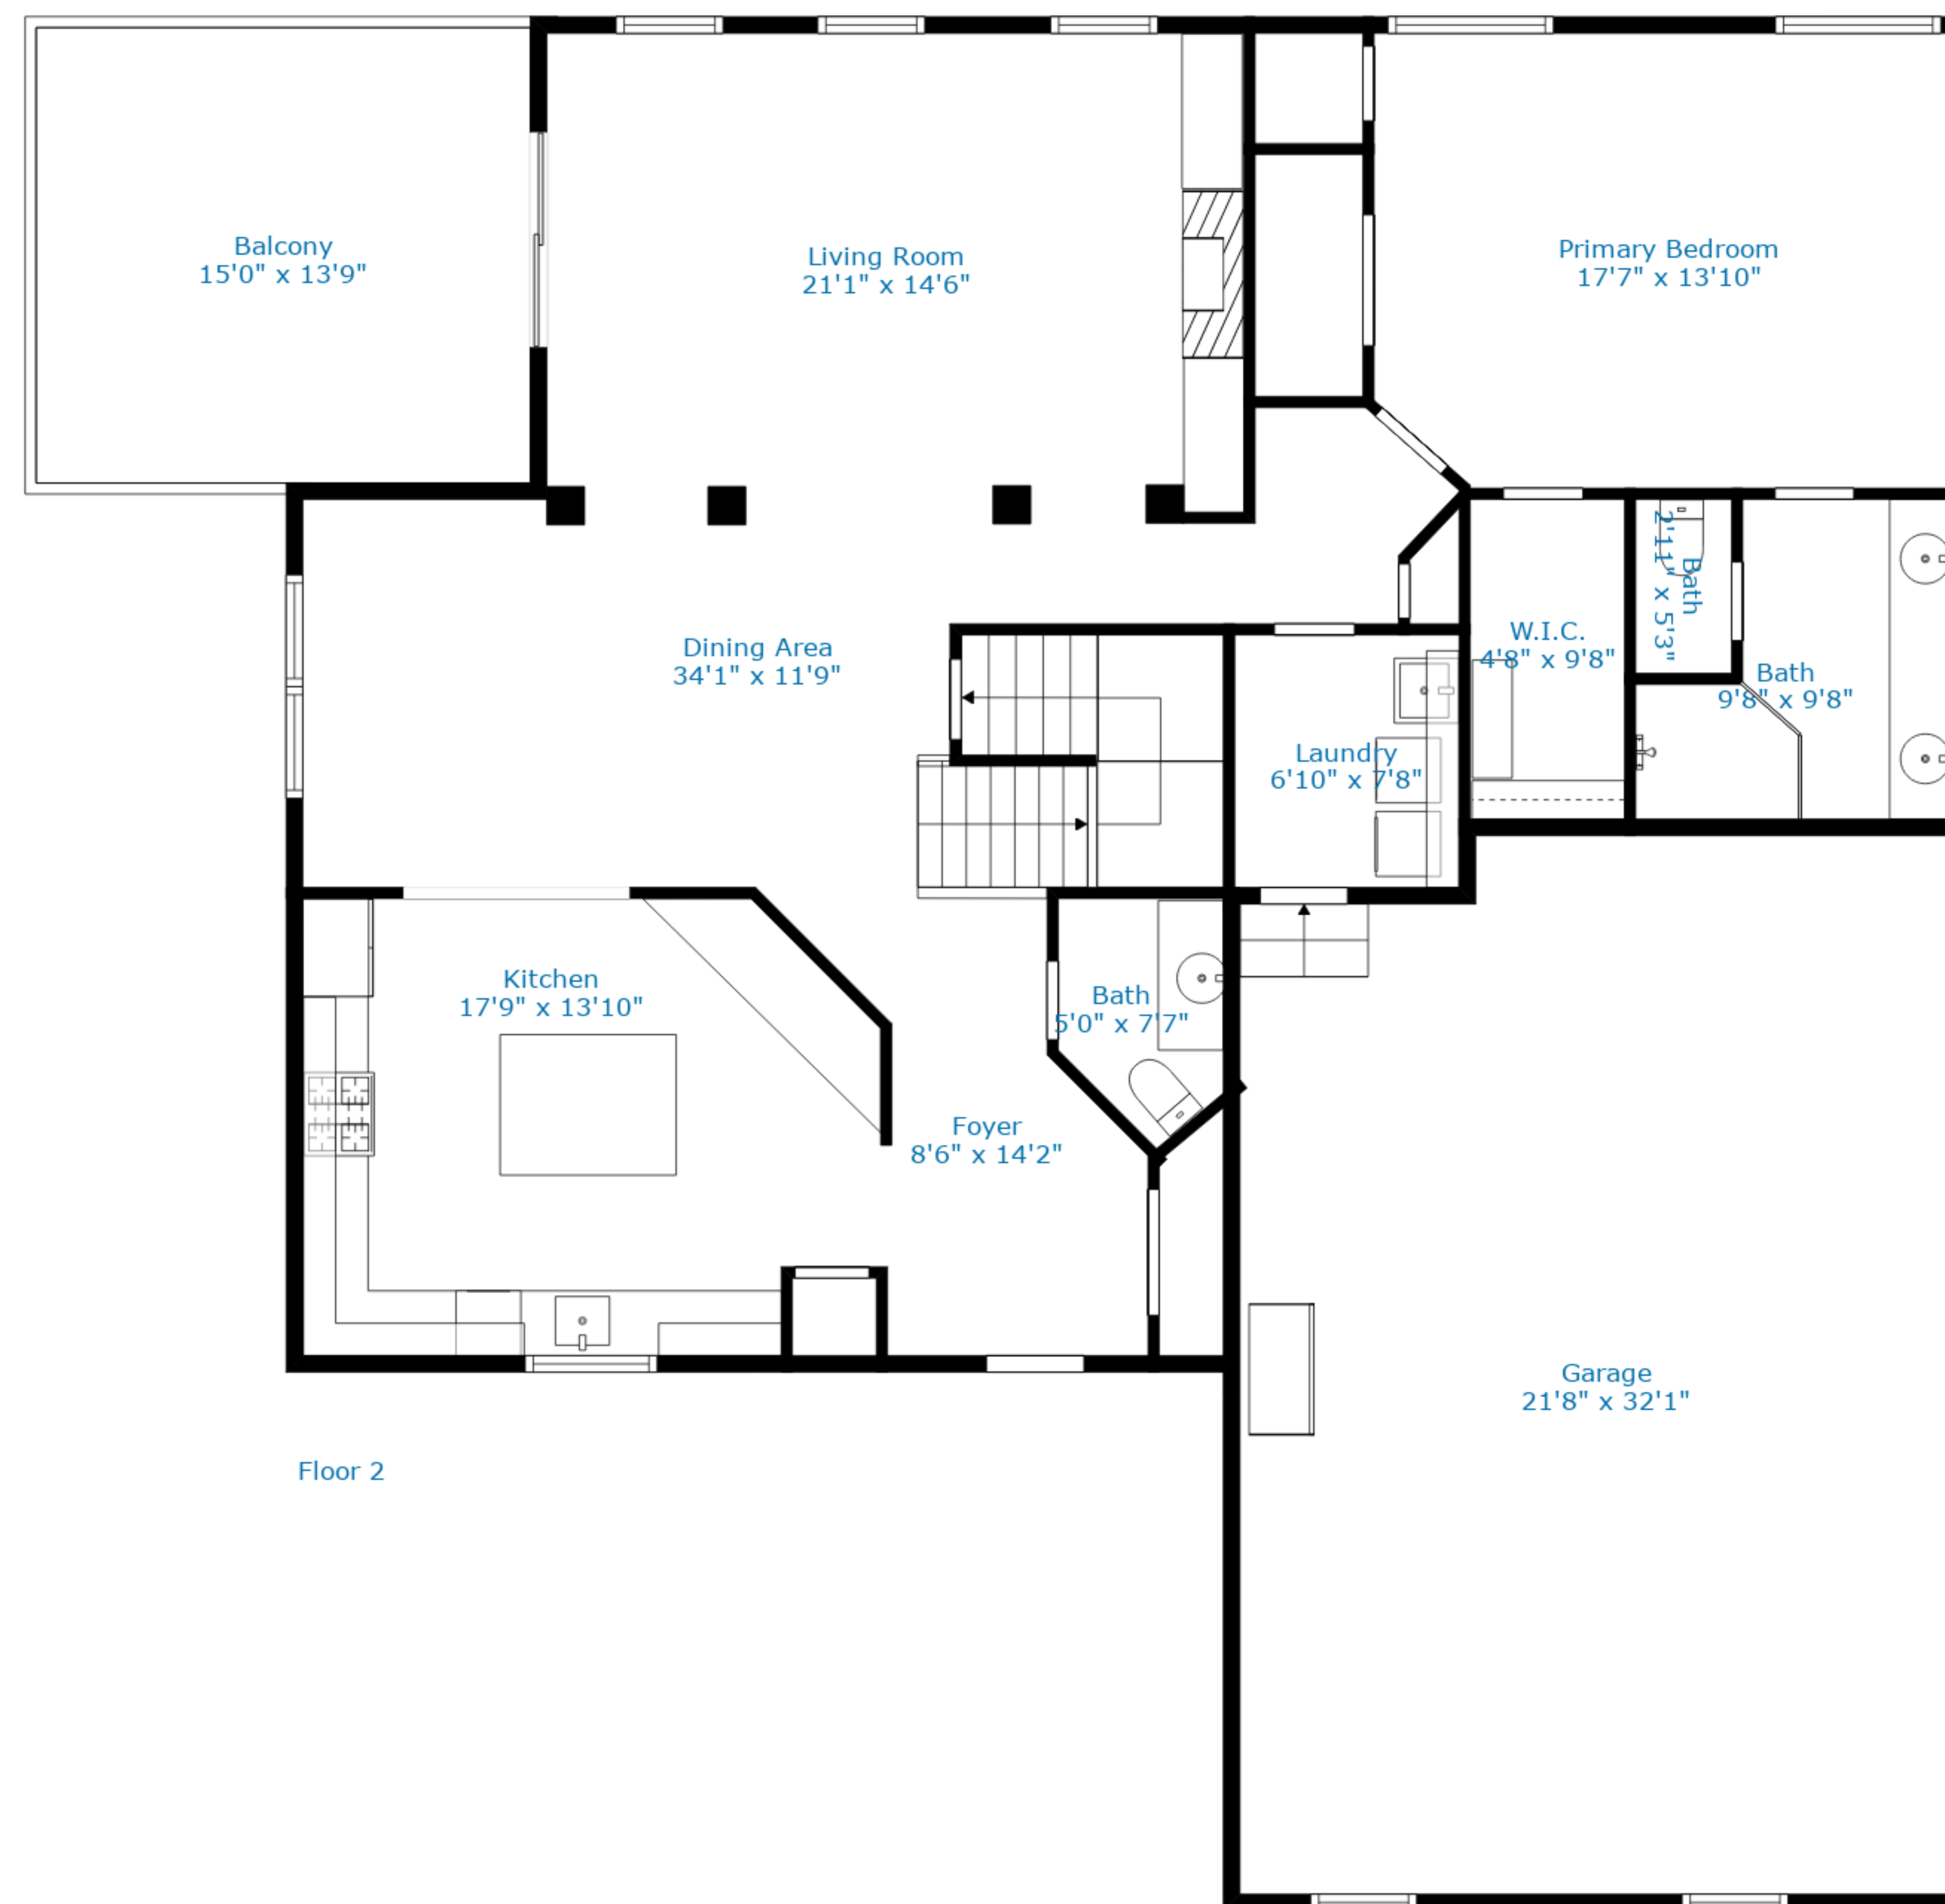 Balcony
15'0" x 13'9"
Living Room
21'1" x 14'6"
Primary Bedroom
17'7" x 13'10"
Dining Area
34'1" x 11'9"
W.I.C.
4'8" x 9'8"
Bath
2'11" x 5'3"
Bath
9'8" x 9'8"
Laundry
6'10" x 7'8"
Kitchen
17'9" x 13'10"
Bath
5'0" x 7'7"
Foyer
8'6" x 14'2"
Garage
21'8" x 32'1"
Floor 2